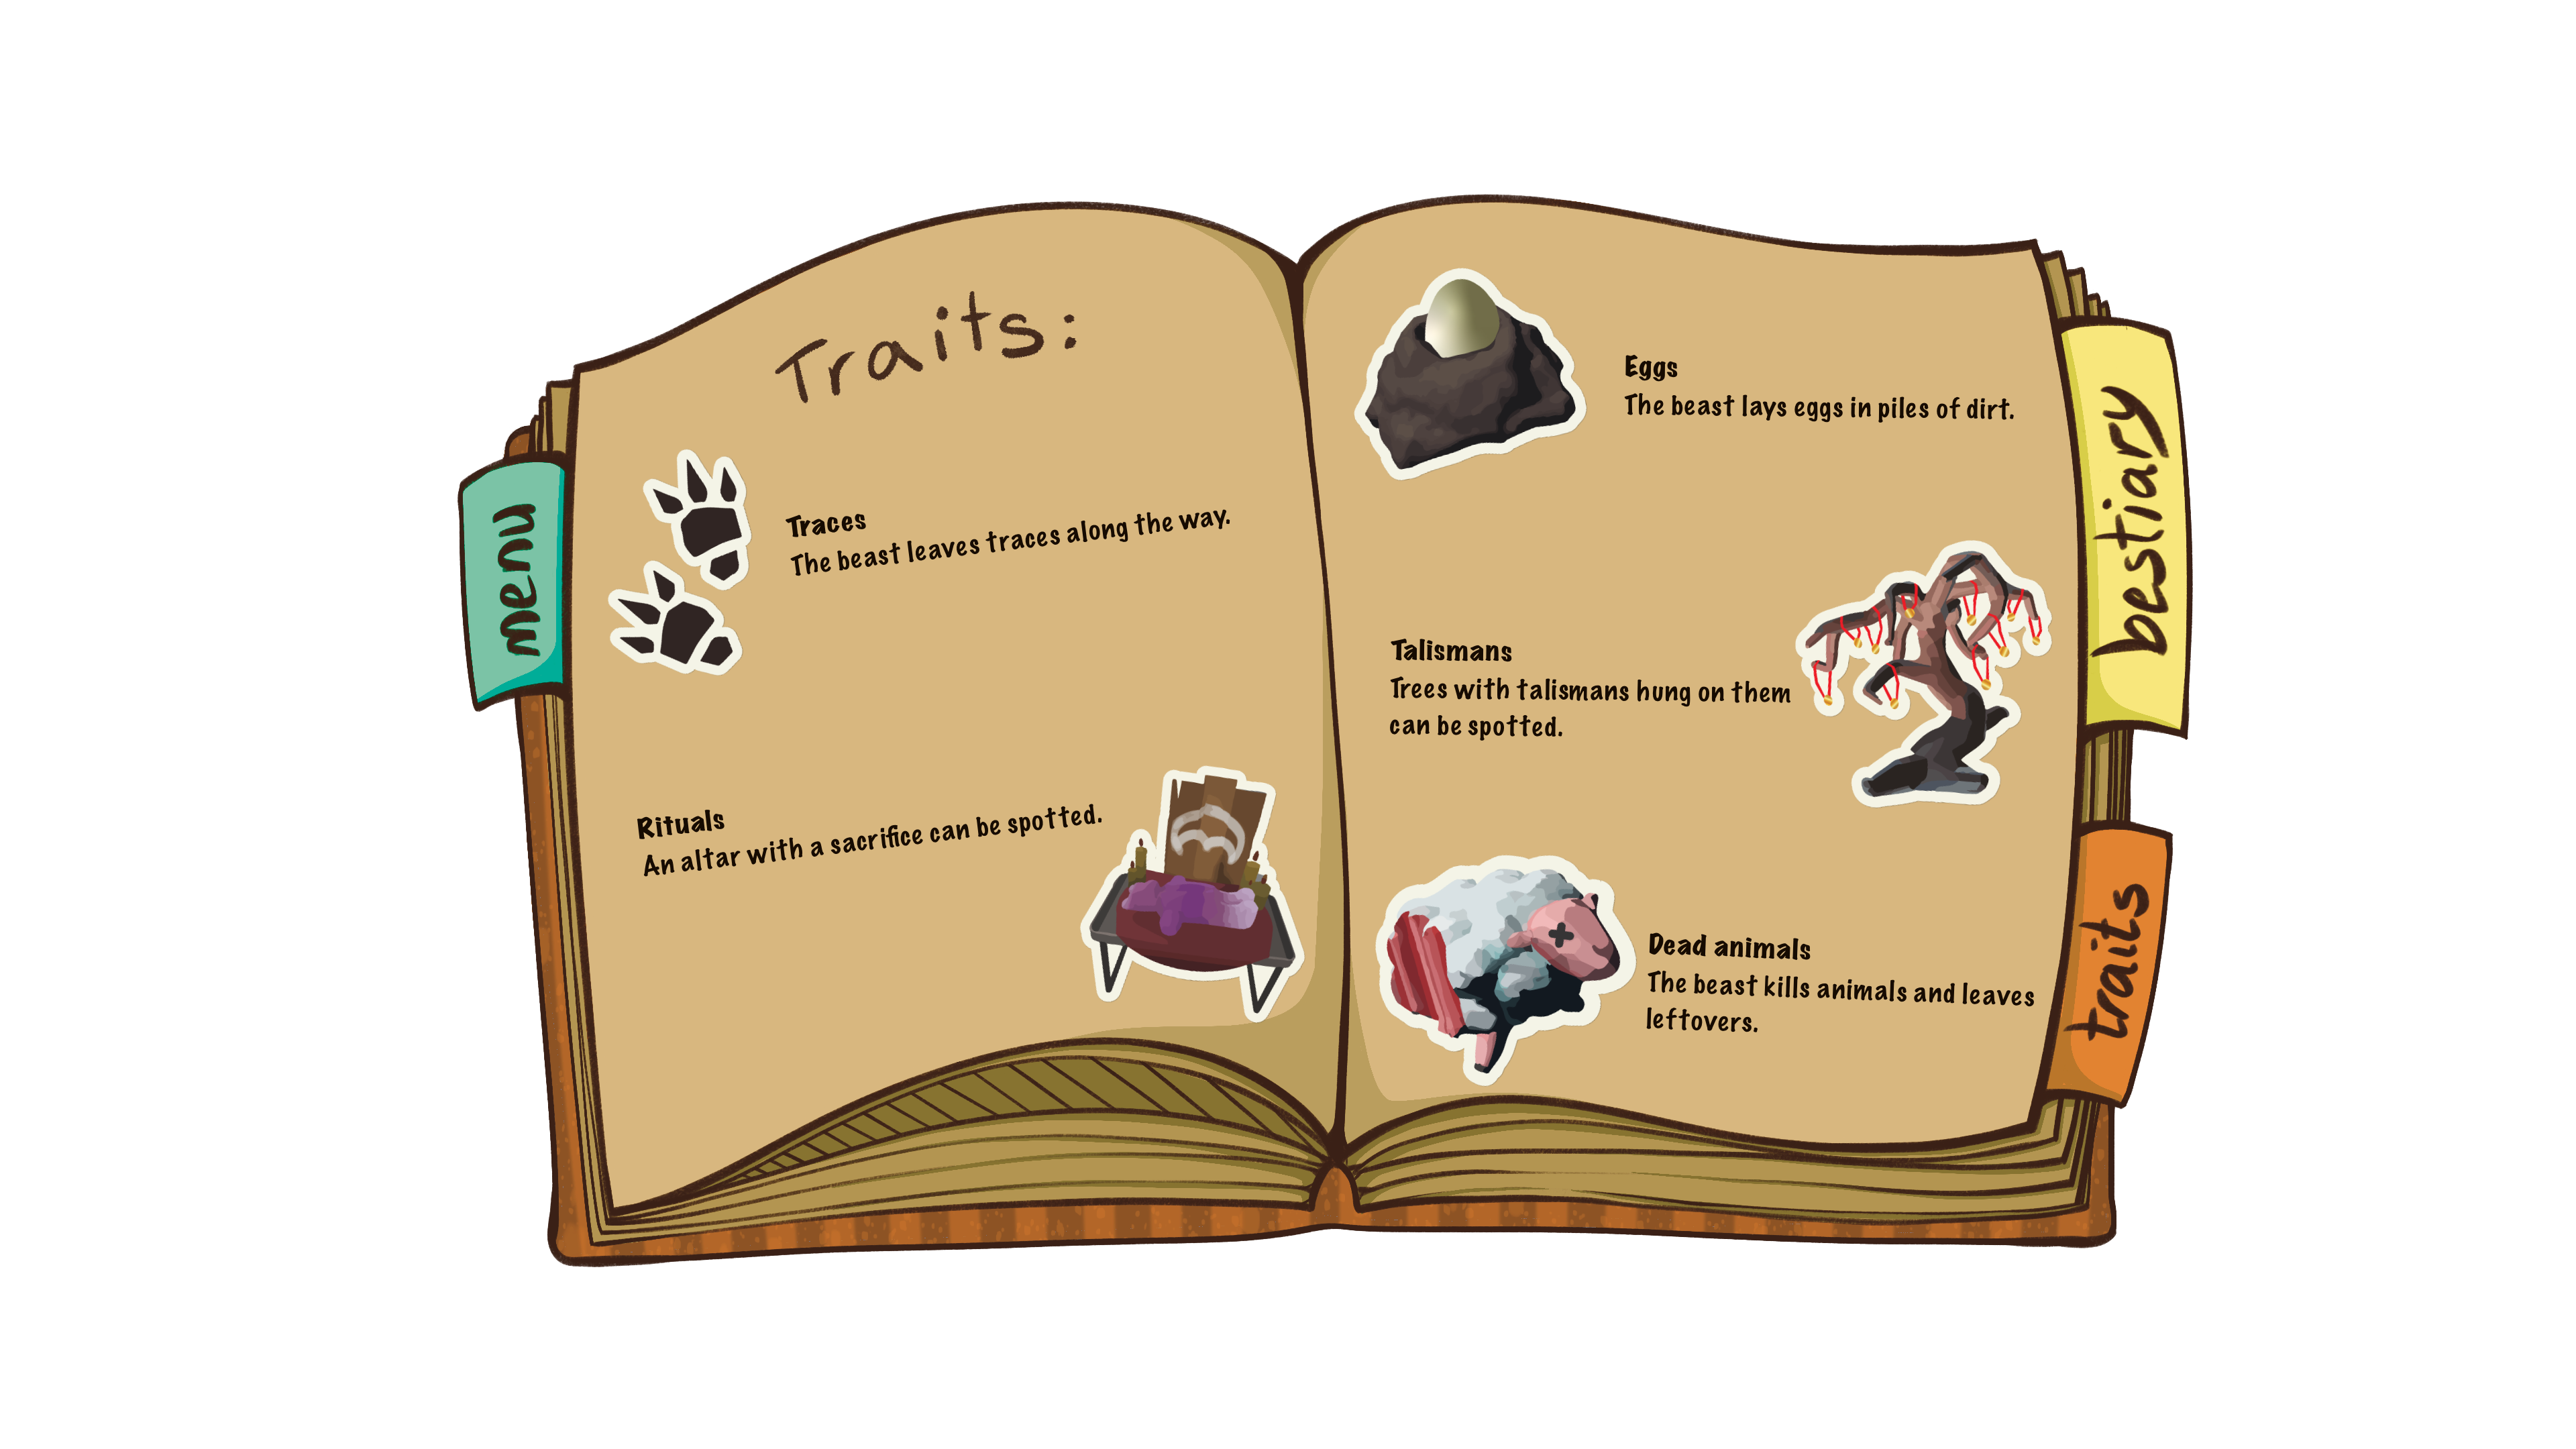 menu
Traits:
Traces
The beast leaves traces along the way.
Rituals
An altar with a sacrifice can be spotted.
Eggs
The beast lays eggs in piles of dirt.
Talismans
Trees with talismans hung on them
can be spotted.
Dead animals
The beast kills animals and leaves
leftovers.
bestiary
traits